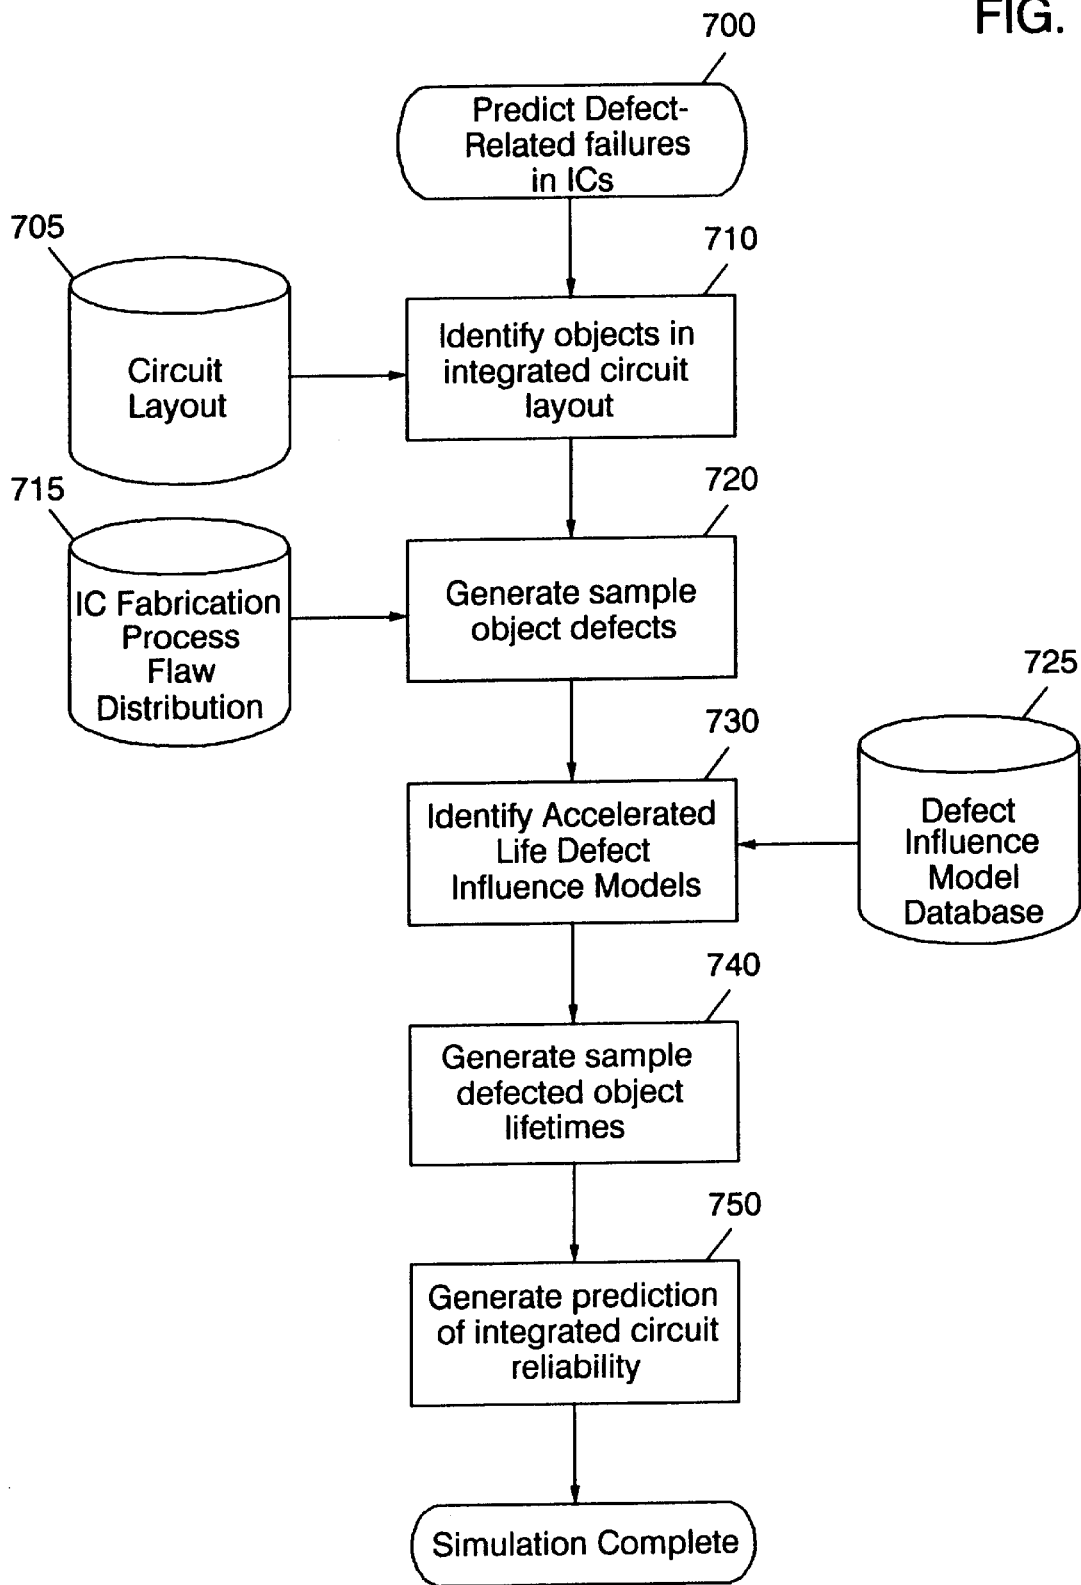 FIG.
700
Predict Defect-
Related failures
in ICs
705
710
Circuit
Layout
Identify objects in
integrated circuit
layout
715
720
IC Fabrication
Process
Flaw
Distribution
Generate sample
object defects
725
730
Identify Accelerated
Life Defect
Influence Models
Defect
Influence
Model
Database
740
Generate sample
defected object
lifetimes
750
Generate prediction
of integrated circuit
reliability
Simulation Complete